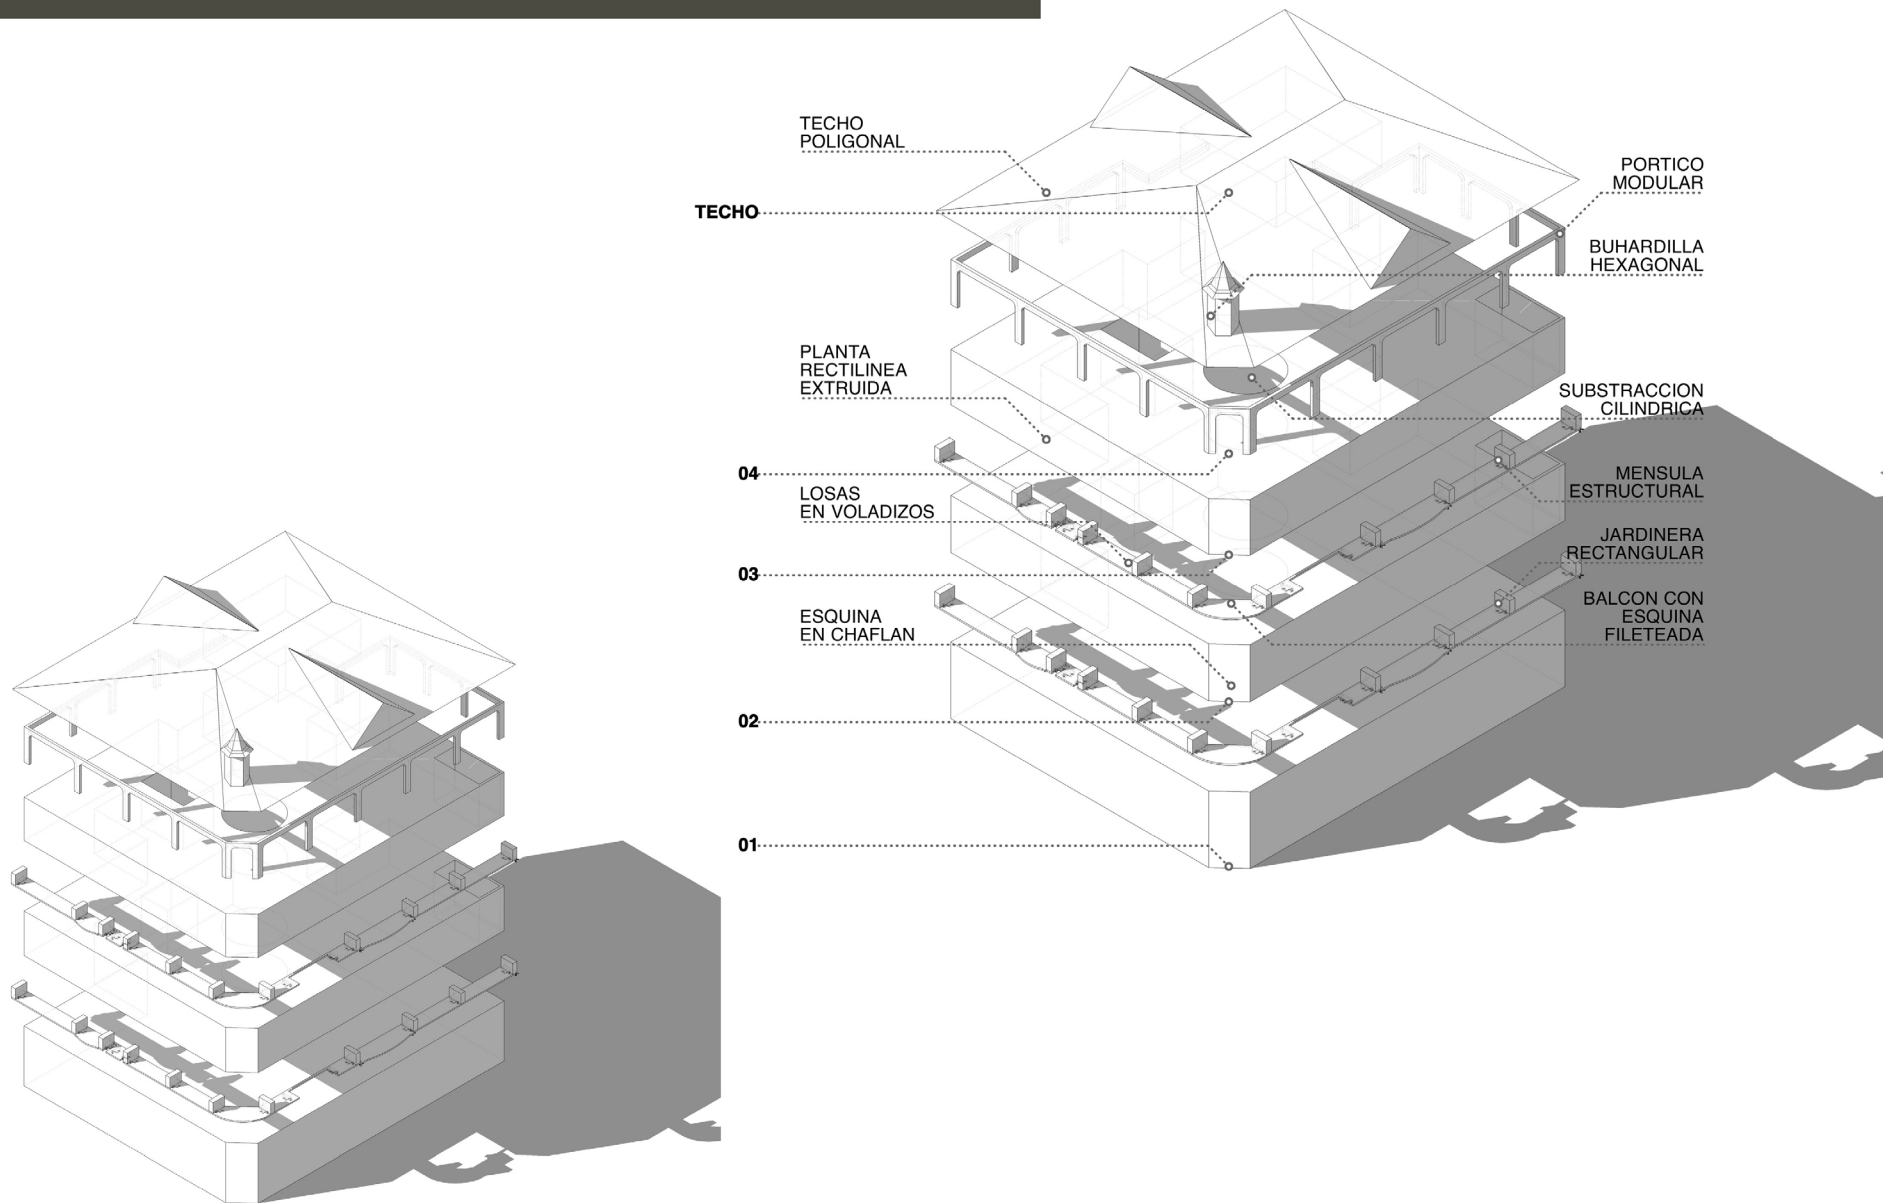 TECHO
POLIGONAL
TECHO
PLANTA
RECTILINEA
EXTRUIDA
04
LOSAS
EN VOLADIZOS
03
ESQUINA
EN CHAFLAN
02
01
PORTICO
MODULAR
BUHARDILLA
HEXAGONAL
SUBSTRACCION
CILINDRICA
MENSULA
ESTRUCTURAL
JARDINERA
RECTANGULAR
BALCON CON
ESQUINA
FILETEADA